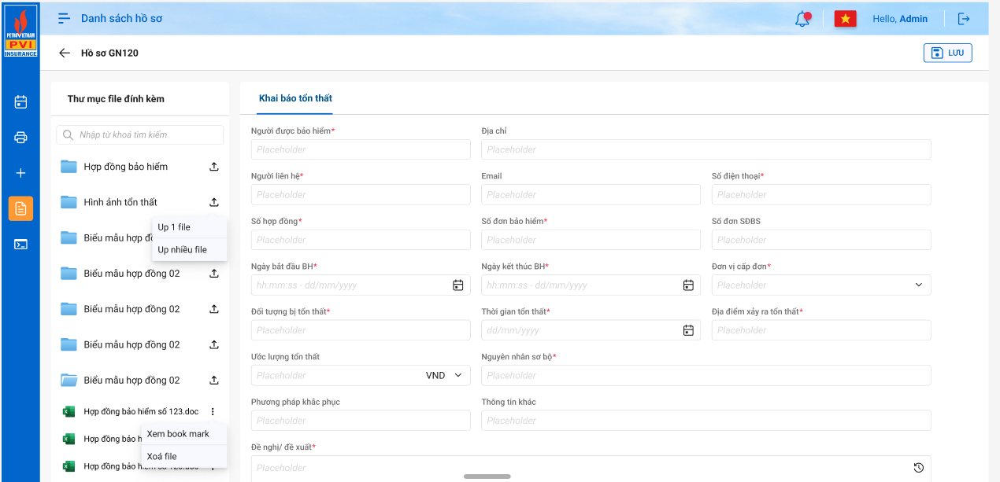 PETROVIETNAM
PVI
INSURANCE
Danh sách hồ sơ
Hello, Admin
Hồ sơ GN120
LƯU
Thư mục file đính kèm
Nhập từ khoá tìm kiếm
Hợp đồng bảo hiểm
Hình ảnh tổn thất
Up 1 file
Biểu mẫu hợp đồ
Up nhiều file
Biểu mẫu hợp đồng 02
Biểu mẫu hợp đồng 02
Biểu mẫu hợp đồng 02
Biểu mẫu hợp đồng 02
Hợp đồng bảo hiểm số 123.doc
Xem book mark
Hợp đồng bảo h
Xoá file
Hợp đồng bảo hiểm số 123.doc
Khai báo tổn thất
Người được bảo hiểm* Địa chỉ
Placeholder Placeholder
Người liên hệ* Email Số điện thoại*
Placeholder Placeholder Placeholder
Số hợp đồng* Số đơn bảo hiểm* Số đơn SĐBS
Placeholder Placeholder Placeholder
Ngày bắt đầu BH* Ngày kết thúc BH* Đơn vị cấp đơn*
hh:mm:ss - dd/mm/yyyy hh:mm:ss - dd/mm/yyyy Placeholder
Đối tượng bị tổn thất* Thời gian tổn thất* Địa điểm xảy ra tổn thất*
Placeholder dd/mm/yyyy Placeholder
Ước lượng tổn thất Nguyên nhân sơ bộ*
Placeholder VND Placeholder
Phương pháp khắc phục Thông tin khác
Placeholder Placeholder
Đề nghị/ đề xuất*
Placeholder